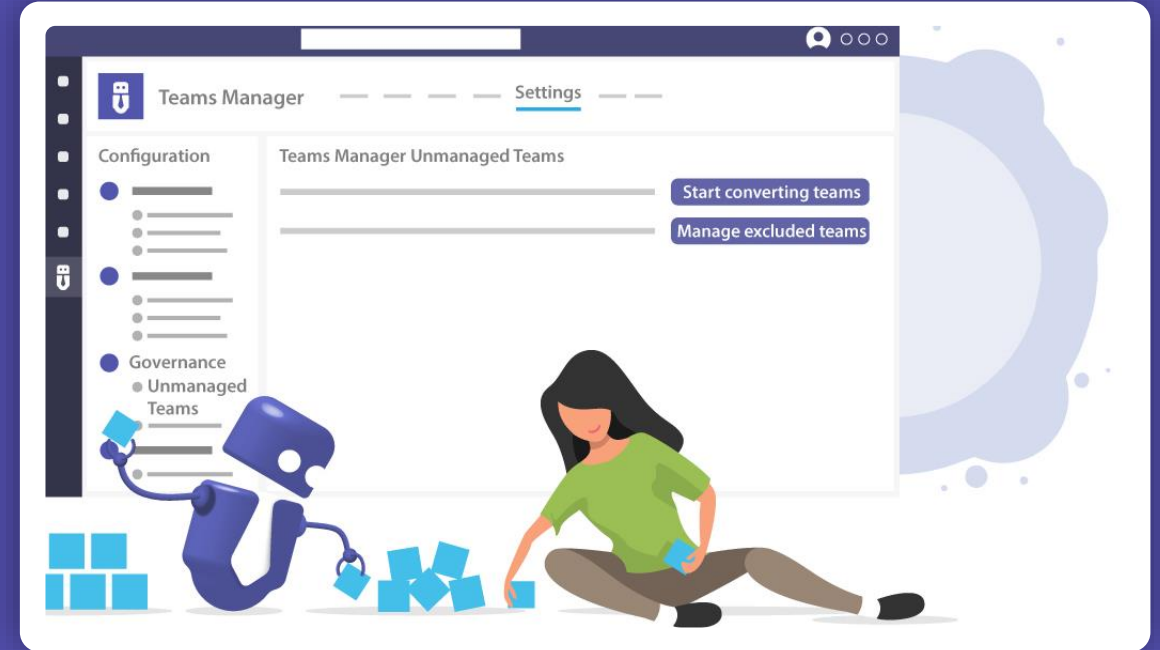 Teams Manager
Settings
Configuration
Teams Manager Unmanaged Teams
Start converting teams
Manage excluded teams
Governance
Unmanaged
Teams